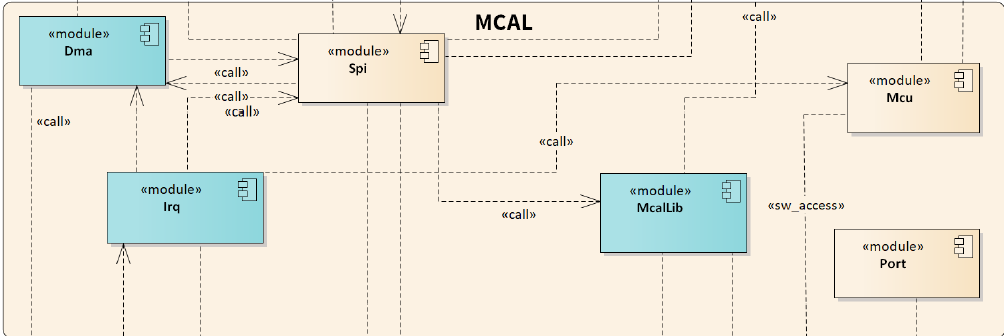 MCAL
«module»
Dma
«module»
Spi
«call»
«module»
Mcu
«call»
«call»
«call»
«call»
«call»
«module»
Irq
«module»
McalLib
«call»
«sw_access»
«module»
Port